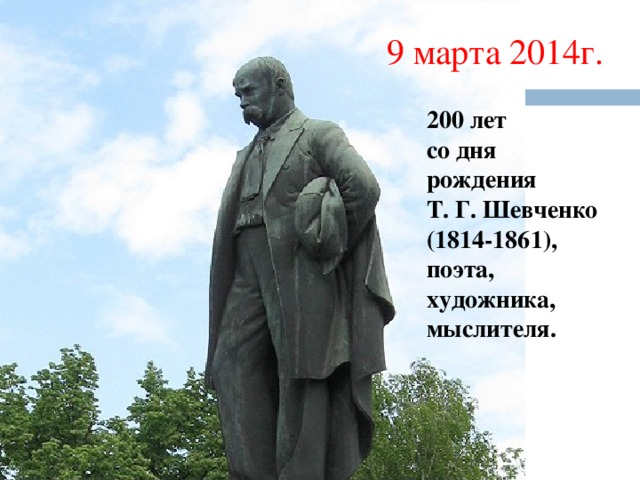 9 марта 2014г.
200 лет
со дня
рождения
Т. Г. Шевченко
(1814-1861),
поэта,
художника,
мыслителя.